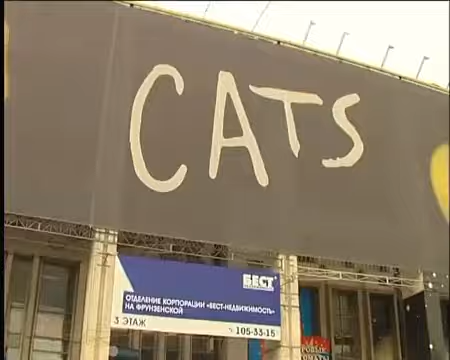 CATS
БЕСТ
ОТДЕЛЕНИЕ КОРПОРАЦИИ «БЕСТ-НЕДВИЖИМОСТЬ»
НА ФРУНЗЕНСКОЙ
3 ЭТАЖ
105-33-15